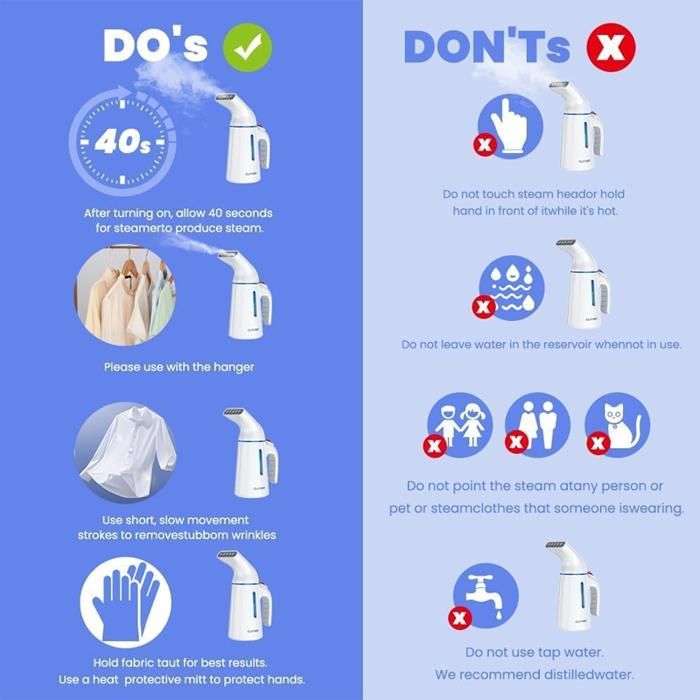 DO's
40s
After turning on, allow 40 seconds
for steamerto produce steam.
Please use with the hanger
Use short, slow movement
strokes to removestubborn wrinkles
Hold fabric taut for best results.
Use a heat protective mitt to protect hands.
DON'Ts
X
X
Do not touch steam heador hold
hand in front of itwhile it's hot.
X
Do not leave water in the reservoir whennot in use.
X
X
X
Do not point the steam atany person or
pet or steamclothes that someone iswearing.
X
Do not use tap water.
We recommend distilledwater.